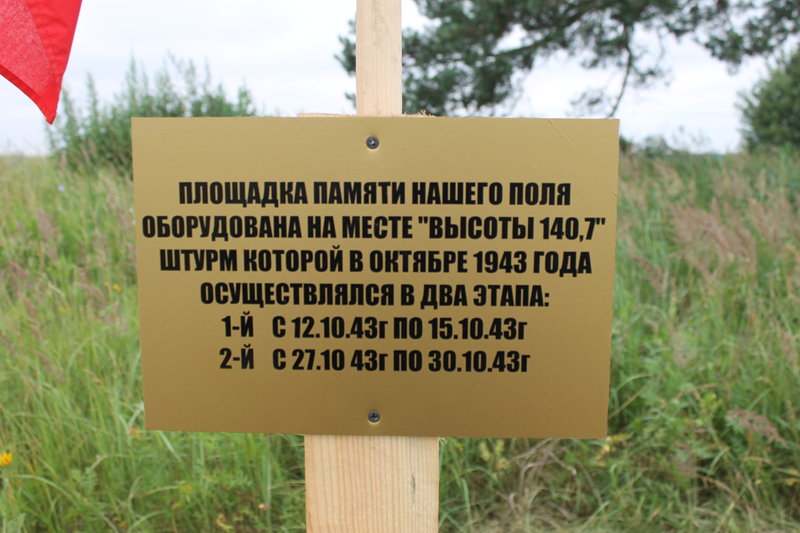 ПЛОЩАДКА ПАМЯТИ НАШЕГО ПОЛЯ
ОБОРУДОВАНА НА МЕСТЕ "ВЫСОТЫ 140,7"
ШТУРМ КОТОРОЙ В ОКТЯБРЕ 1943 ГОДА
ОСУЩЕСТВЛЯЛСЯ В ДВА ЭТАПА:
1-Й С 12.10.43г ПО 15.10.43г
2-Й С 27.10 43г ПО 30.10.43г